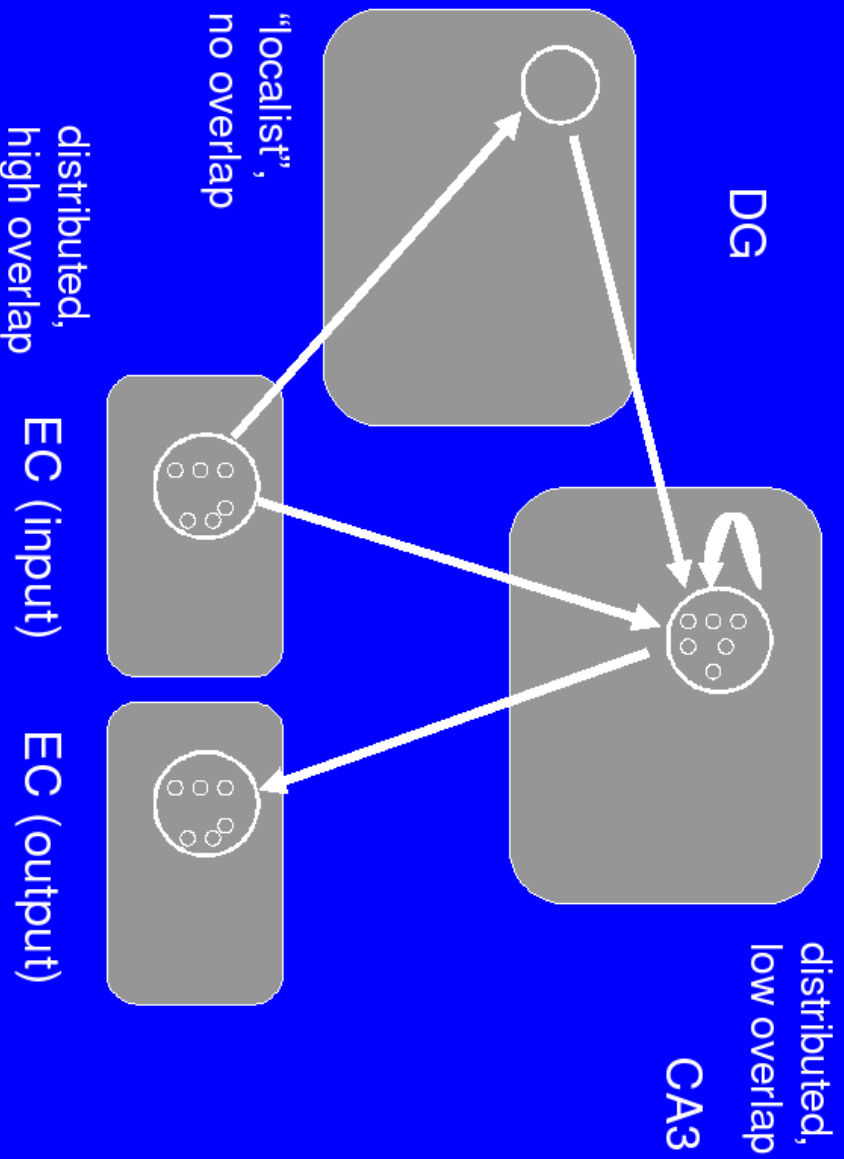 DG
distributed,
low overlap
CA3
“localist”,
no overlap
distributed,
high overlap
EC (input)
EC (output)